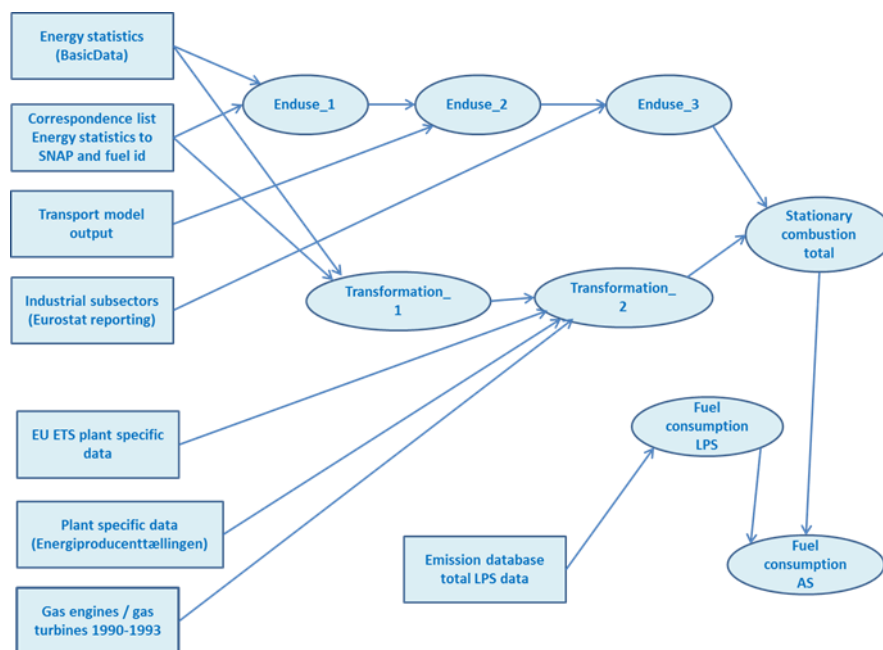 Energy statistics
(BasicData)
Enduse_1
Enduse_2
Enduse_3
Correspondence list
Energy statistics to
SNAP and fuel id
Transport model
output
Stationary
combustion
total
Industrial subsectors
(Eurostat reporting)
Transformation_
1
Transformation_
2
EU ETS plant specific
data
Fuel
consumption
LPS
Plant specific data
(Energiproducenttællingen)
Emission database
total LPS data
Fuel
consumption
AS
Gas engines / gas
turbines 1990-1993